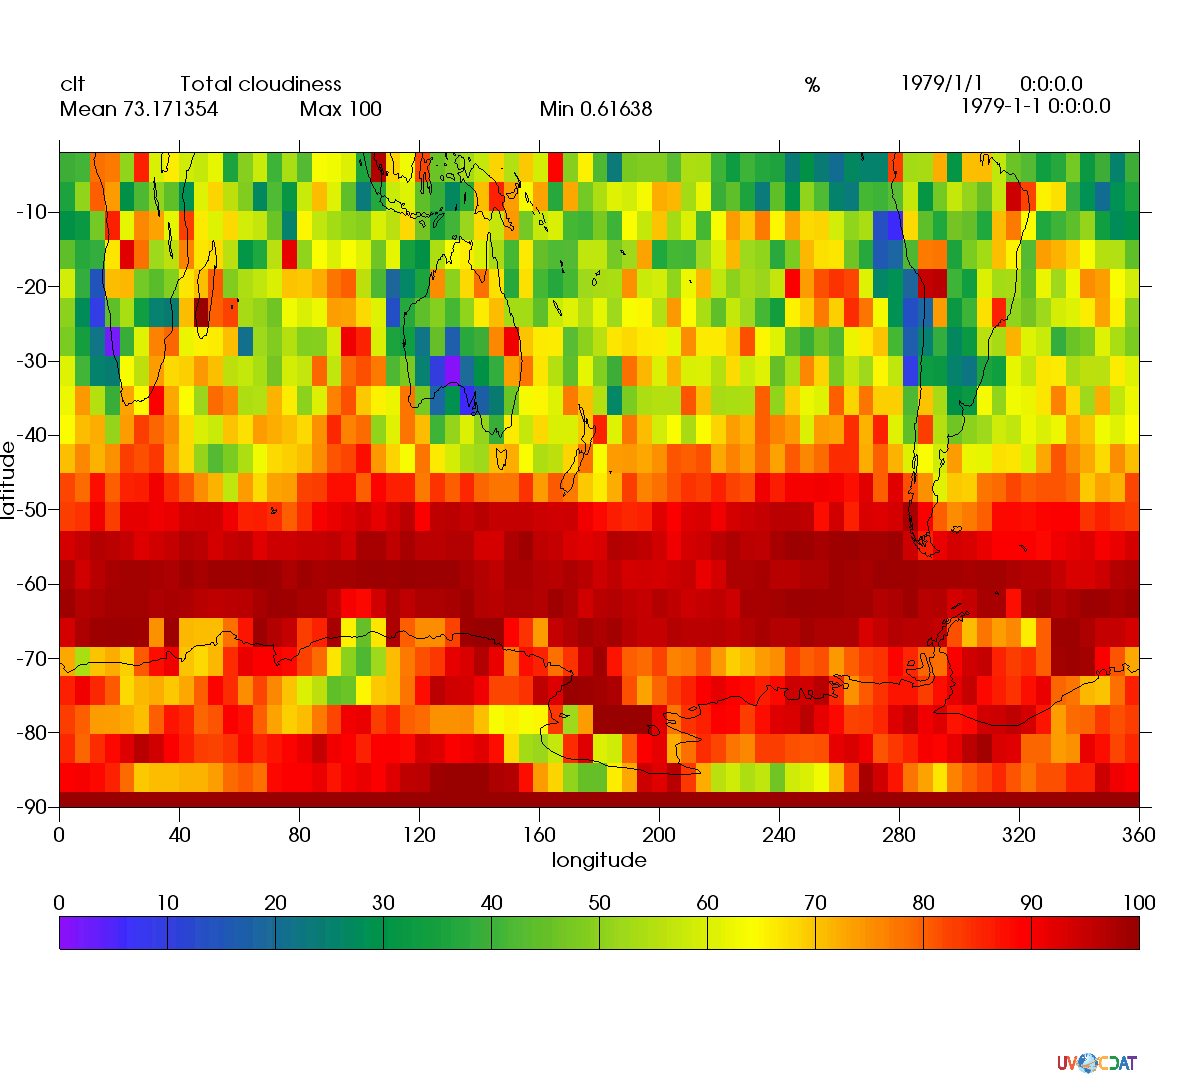 clt Total cloudiness % 1979/1/1 0:0:0.0
Mean 73.171354 Max 100 Min 0.61638 1979-1-1 0:0:0.0
-10
-20
-30
-40
-50
-60
-70
-80
-90
latitude
0 40 80 120 160 200 240 280 320 360
longitude
0 10 20 30 40 50 60 70 80 90 100
UV CDAT